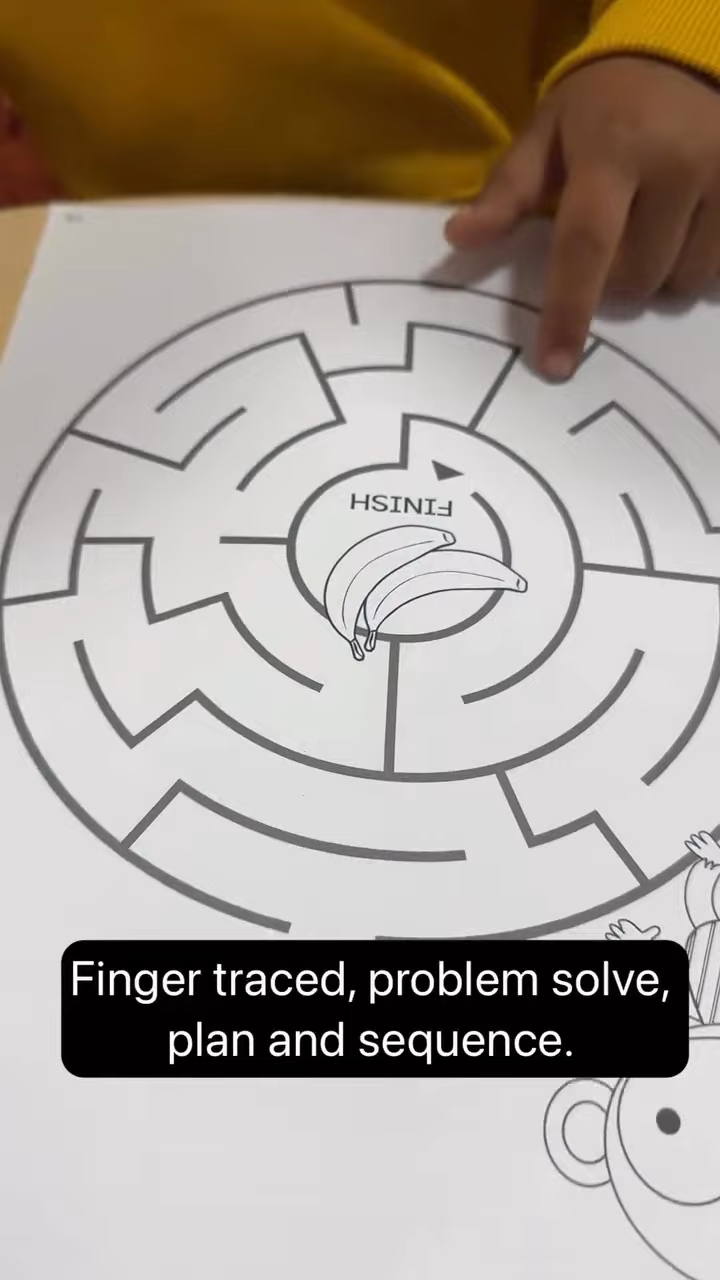 FINISH
Finger traced, problem solve,
plan and sequence.